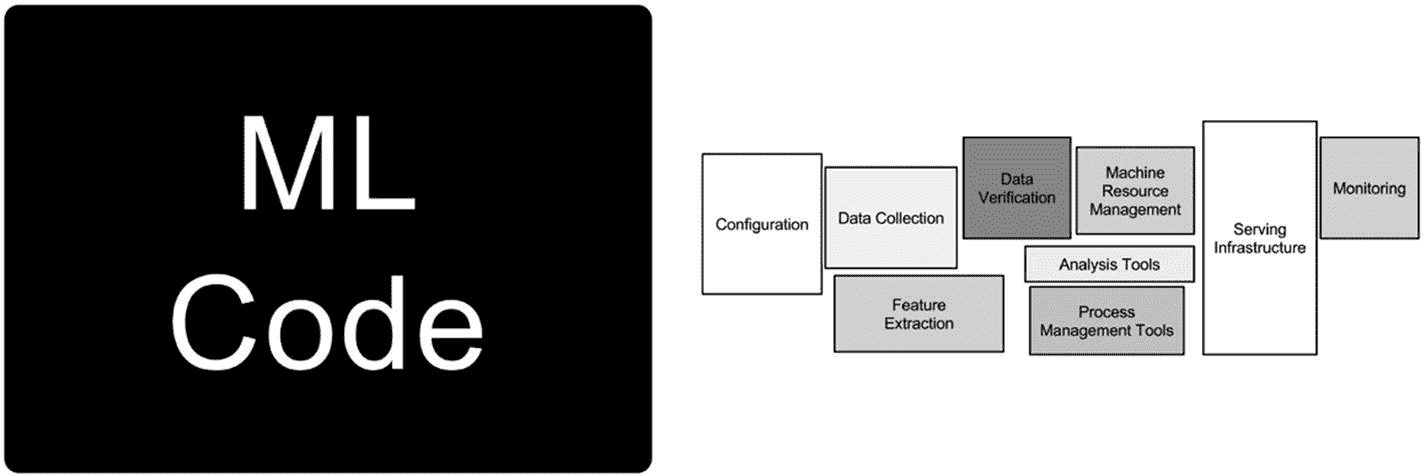 ML
Code
Configuration
Data Collection
Feature
Extraction
Data
Verification
Machine
Resource
Management
Analysis Tools
Process
Management Tools
Serving
Infrastructure
Monitoring